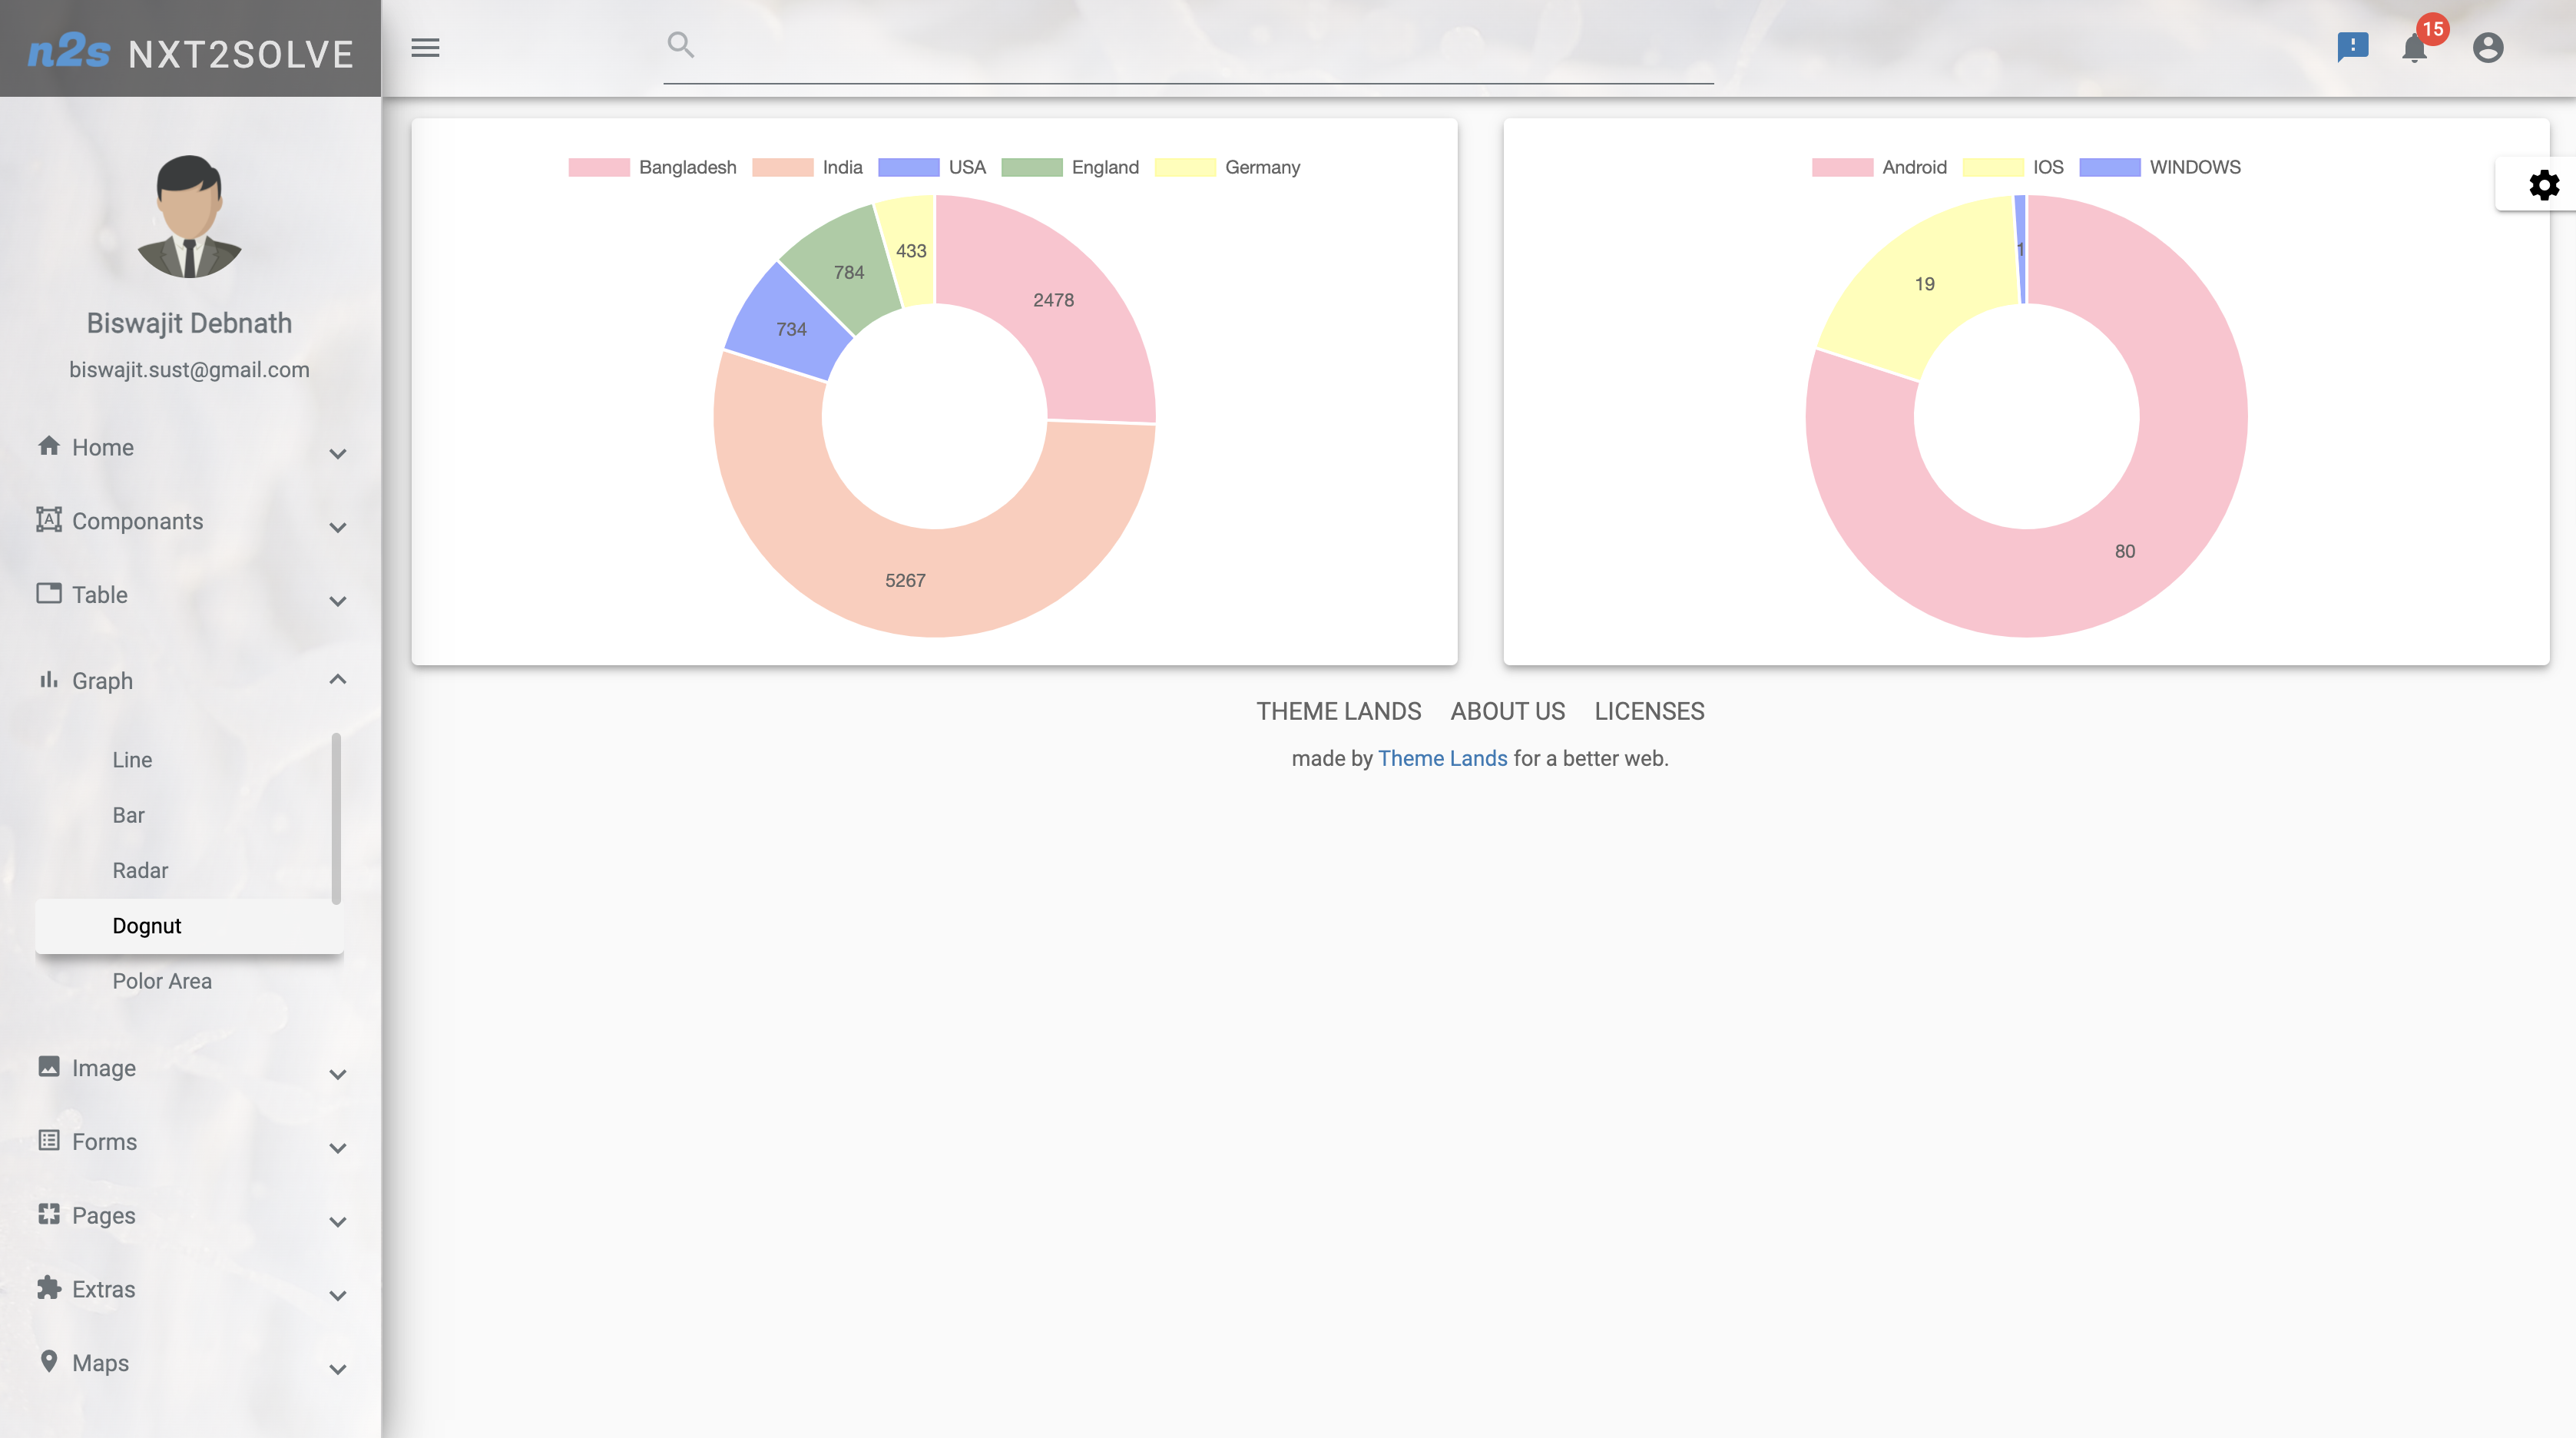 n2s NXT2SOLVE
15
Biswajit Debnath
biswajit.sust@gmail.com
Home
Componants
Table
Graph
Line
Bar
Radar
Dognut
Polor Area
Image
Forms
Pages
Extras
Maps
Bangladesh India USA England Germany
433
784
2478
734
5267
Android IOS WINDOWS
1
19
80
THEME LANDS ABOUT US LICENSES
made by Theme Lands for a better web.